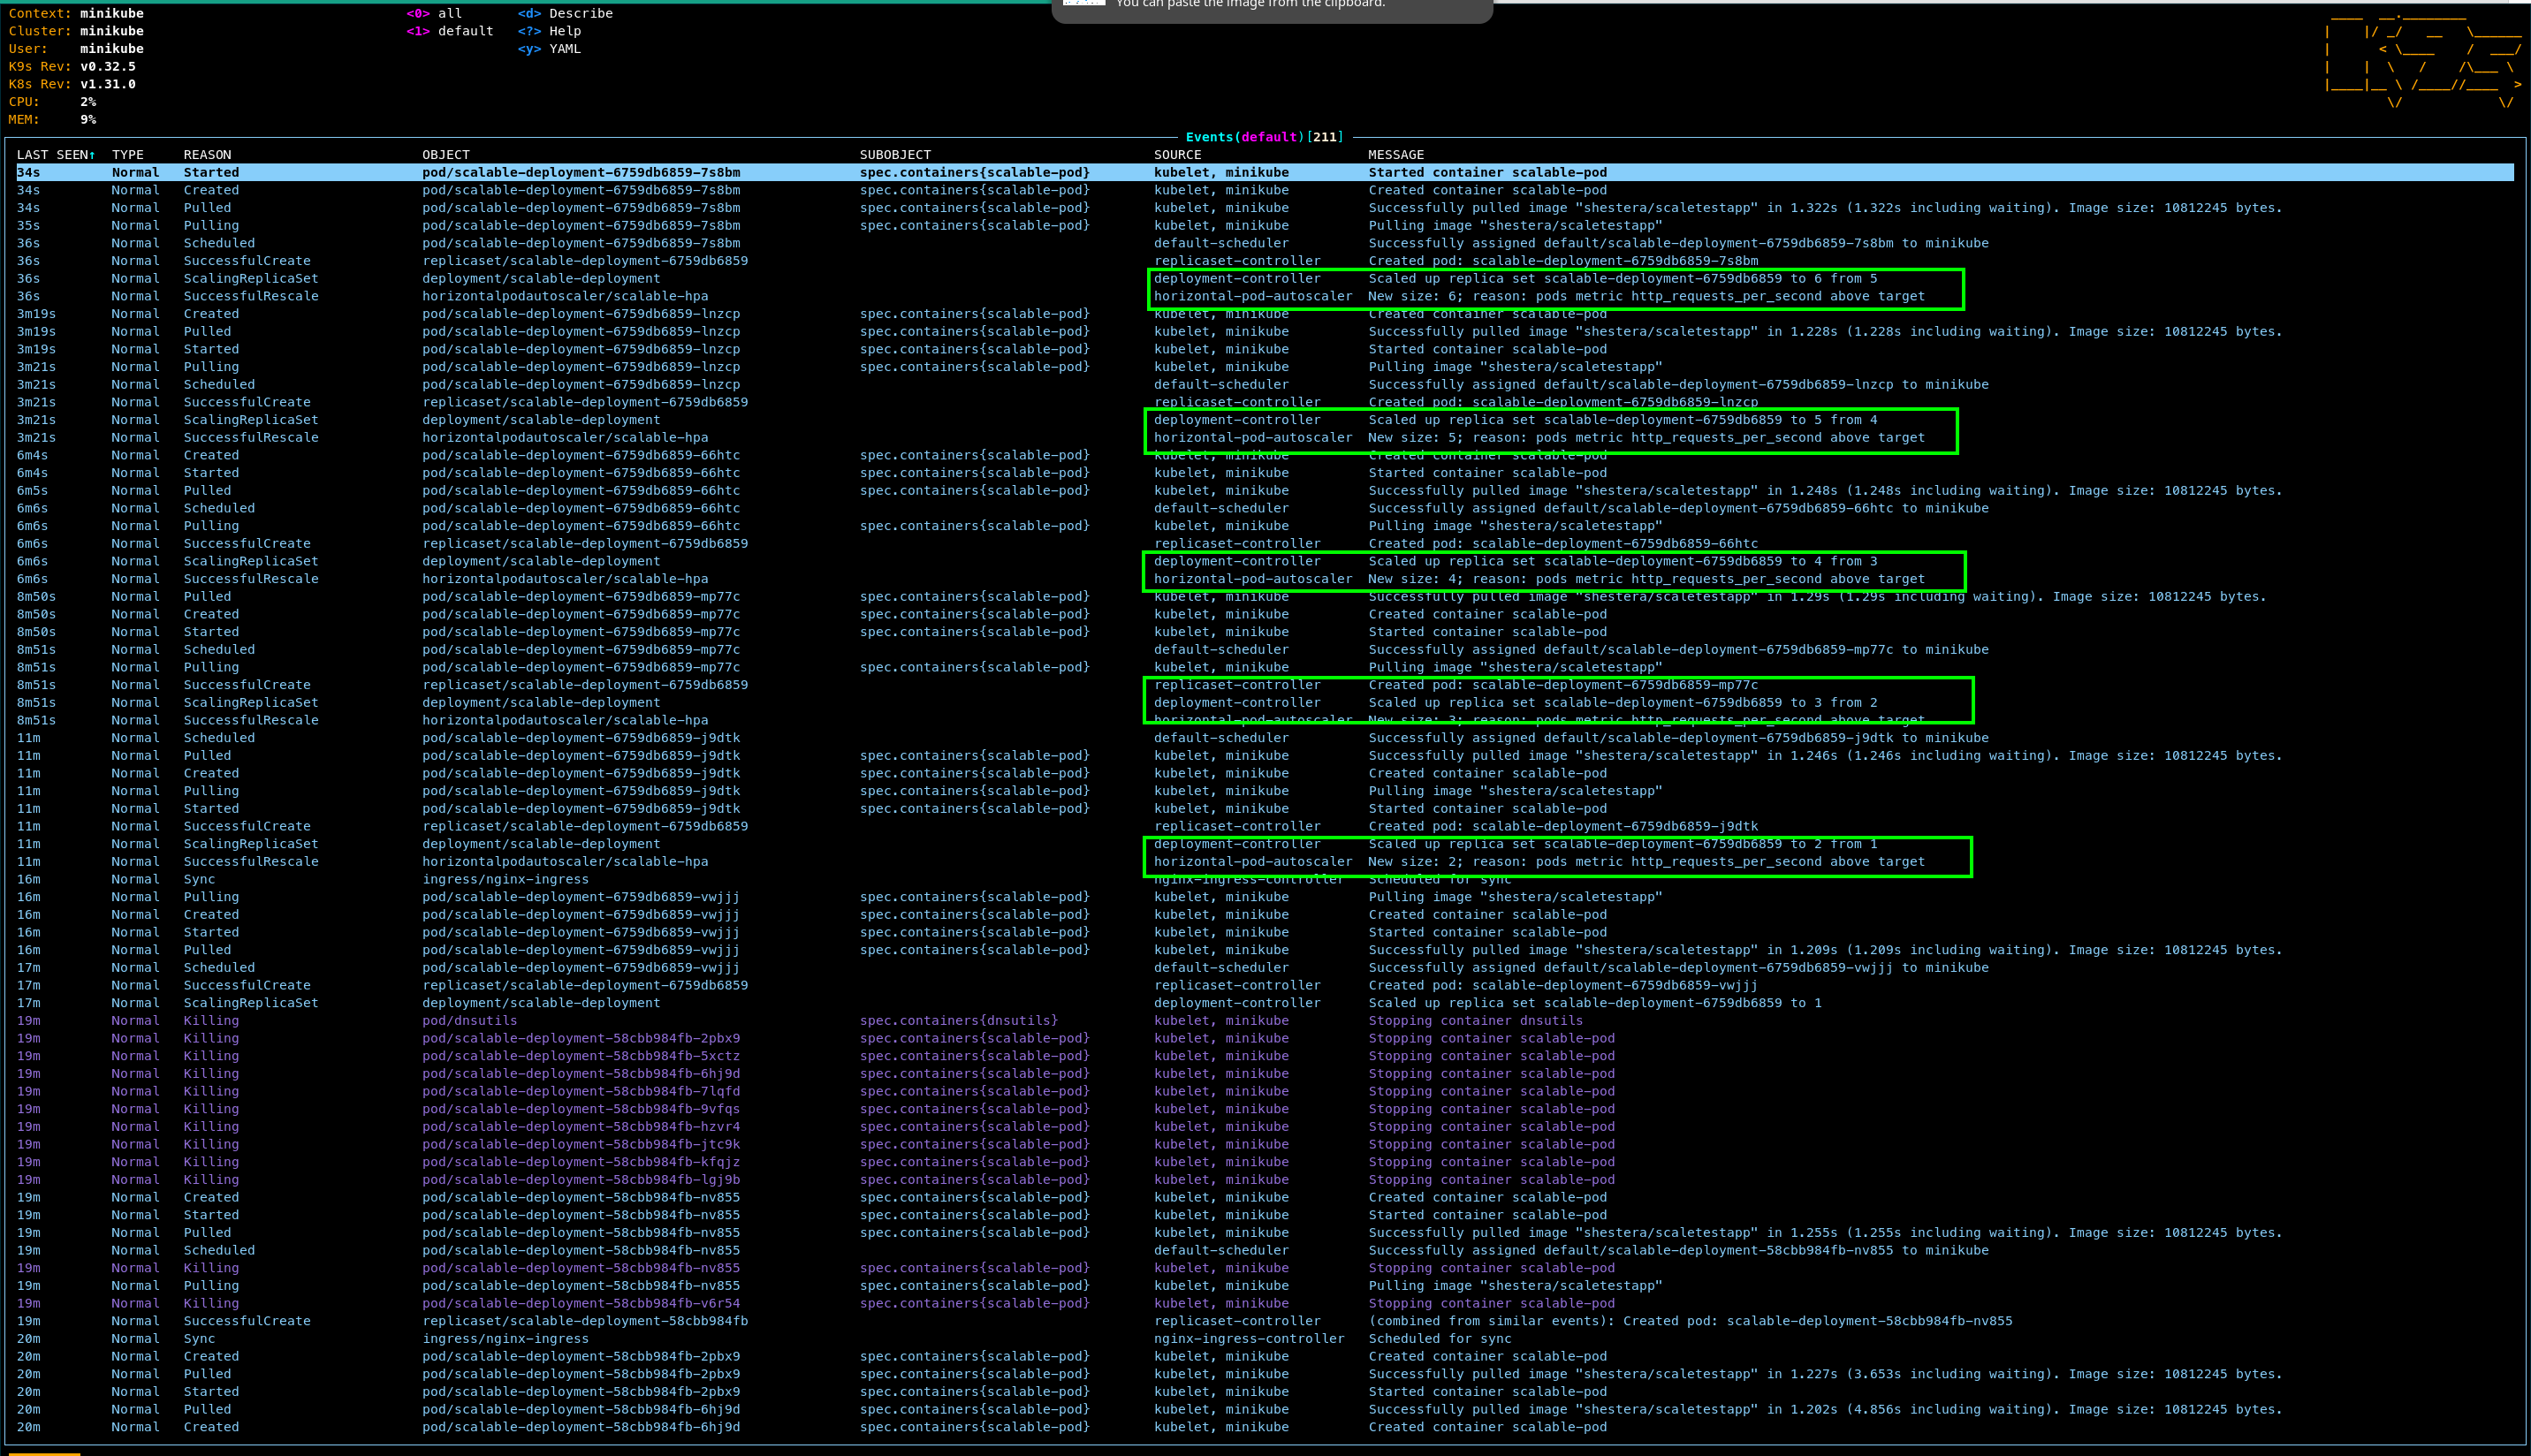 You can paste the image from the clipboard.
Context: minikube <0> all <d> Describe
Cluster: minikube <1> default <?> Help
User: minikube <y> YAML
K9s Rev: v0.32.5
K8s Rev: v1.31.0
CPU: 2%
MEM: 9%
Events(default)[211]
LAST SEEN↑ TYPE REASON OBJECT SUBOBJECT SOURCE MESSAGE
34s Normal Started pod/scalable-deployment-6759db6859-7s8bm spec.containers{scalable-pod} kubelet, minikube Started container scalable-pod
34s Normal Created pod/scalable-deployment-6759db6859-7s8bm spec.containers{scalable-pod} kubelet, minikube Created container scalable-pod
34s Normal Pulled pod/scalable-deployment-6759db6859-7s8bm spec.containers{scalable-pod} kubelet, minikube Successfully pulled image "shestera/scaletestapp" in 1.322s (1.322s including waiting). Image size: 10812245 bytes.
35s Normal Pulling pod/scalable-deployment-6759db6859-7s8bm spec.containers{scalable-pod} kubelet, minikube Pulling image "shestera/scaletestapp"
36s Normal Scheduled pod/scalable-deployment-6759db6859-7s8bm default-scheduler Successfully assigned default/scalable-deployment-6759db6859-7s8bm to minikube
36s Normal SuccessfulCreate replicaset/scalable-deployment-6759db6859 replicaset-controller Created pod: scalable-deployment-6759db6859-7s8bm
36s Normal ScalingReplicaSet deployment/scalable-deployment deployment-controller Scaled up replica set scalable-deployment-6759db6859 to 6 from 5
36s Normal SuccessfulRescale horizontalpodautoscaler/scalable-hpa horizontal-pod-autoscaler New size: 6; reason: pods metric http_requests_per_second above target
3m19s Normal Created pod/scalable-deployment-6759db6859-lnzcp spec.containers{scalable-pod} kubelet, minikube Created container scalable-pod
3m19s Normal Pulled pod/scalable-deployment-6759db6859-lnzcp spec.containers{scalable-pod} kubelet, minikube Successfully pulled image "shestera/scaletestapp" in 1.228s (1.228s including waiting). Image size: 10812245 bytes.
3m19s Normal Started pod/scalable-deployment-6759db6859-lnzcp spec.containers{scalable-pod} kubelet, minikube Started container scalable-pod
3m21s Normal Pulling pod/scalable-deployment-6759db6859-lnzcp spec.containers{scalable-pod} kubelet, minikube Pulling image "shestera/scaletestapp"
3m21s Normal Scheduled pod/scalable-deployment-6759db6859-lnzcp default-scheduler Successfully assigned default/scalable-deployment-6759db6859-lnzcp to minikube
3m21s Normal SuccessfulCreate replicaset/scalable-deployment-6759db6859 replicaset-controller Created pod: scalable-deployment-6759db6859-lnzcp
3m21s Normal ScalingReplicaSet deployment/scalable-deployment deployment-controller Scaled up replica set scalable-deployment-6759db6859 to 5 from 4
3m21s Normal SuccessfulRescale horizontalpodautoscaler/scalable-hpa horizontal-pod-autoscaler New size: 5; reason: pods metric http_requests_per_second above target
6m4s Normal Created pod/scalable-deployment-6759db6859-66htc spec.containers{scalable-pod} kubelet, minikube Created container scalable-pod
6m4s Normal Started pod/scalable-deployment-6759db6859-66htc spec.containers{scalable-pod} kubelet, minikube Started container scalable-pod
6m5s Normal Pulled pod/scalable-deployment-6759db6859-66htc spec.containers{scalable-pod} kubelet, minikube Successfully pulled image "shestera/scaletestapp" in 1.248s (1.248s including waiting). Image size: 10812245 bytes.
6m6s Normal Scheduled pod/scalable-deployment-6759db6859-66htc default-scheduler Successfully assigned default/scalable-deployment-6759db6859-66htc to minikube
6m6s Normal Pulling pod/scalable-deployment-6759db6859-66htc spec.containers{scalable-pod} kubelet, minikube Pulling image "shestera/scaletestapp"
6m6s Normal SuccessfulCreate replicaset/scalable-deployment-6759db6859 replicaset-controller Created pod: scalable-deployment-6759db6859-66htc
6m6s Normal ScalingReplicaSet deployment/scalable-deployment deployment-controller Scaled up replica set scalable-deployment-6759db6859 to 4 from 3
6m6s Normal SuccessfulRescale horizontalpodautoscaler/scalable-hpa horizontal-pod-autoscaler New size: 4; reason: pods metric http_requests_per_second above target
8m50s Normal Pulled pod/scalable-deployment-6759db6859-mp77c spec.containers{scalable-pod} kubelet, minikube Successfully pulled image "shestera/scaletestapp" in 1.29s (1.29s including waiting). Image size: 10812245 bytes.
8m50s Normal Created pod/scalable-deployment-6759db6859-mp77c spec.containers{scalable-pod} kubelet, minikube Created container scalable-pod
8m50s Normal Started pod/scalable-deployment-6759db6859-mp77c spec.containers{scalable-pod} kubelet, minikube Started container scalable-pod
8m51s Normal Scheduled pod/scalable-deployment-6759db6859-mp77c default-scheduler Successfully assigned default/scalable-deployment-6759db6859-mp77c to minikube
8m51s Normal Pulling pod/scalable-deployment-6759db6859-mp77c spec.containers{scalable-pod} kubelet, minikube Pulling image "shestera/scaletestapp"
8m51s Normal SuccessfulCreate replicaset/scalable-deployment-6759db6859 replicaset-controller Created pod: scalable-deployment-6759db6859-mp77c
8m51s Normal ScalingReplicaSet deployment/scalable-deployment deployment-controller Scaled up replica set scalable-deployment-6759db6859 to 3 from 2
8m51s Normal SuccessfulRescale horizontalpodautoscaler/scalable-hpa horizontal-pod-autoscaler New size: 3; reason: pods metric http_requests_per_second above target
11m Normal Scheduled pod/scalable-deployment-6759db6859-j9dtk default-scheduler Successfully assigned default/scalable-deployment-6759db6859-j9dtk to minikube
11m Normal Pulled pod/scalable-deployment-6759db6859-j9dtk spec.containers{scalable-pod} kubelet, minikube Successfully pulled image "shestera/scaletestapp" in 1.246s (1.246s including waiting). Image size: 10812245 bytes.
11m Normal Created pod/scalable-deployment-6759db6859-j9dtk spec.containers{scalable-pod} kubelet, minikube Created container scalable-pod
11m Normal Pulling pod/scalable-deployment-6759db6859-j9dtk spec.containers{scalable-pod} kubelet, minikube Pulling image "shestera/scaletestapp"
11m Normal Started pod/scalable-deployment-6759db6859-j9dtk spec.containers{scalable-pod} kubelet, minikube Started container scalable-pod
11m Normal SuccessfulCreate replicaset/scalable-deployment-6759db6859 replicaset-controller Created pod: scalable-deployment-6759db6859-j9dtk
11m Normal ScalingReplicaSet deployment/scalable-deployment deployment-controller Scaled up replica set scalable-deployment-6759db6859 to 2 from 1
11m Normal SuccessfulRescale horizontalpodautoscaler/scalable-hpa horizontal-pod-autoscaler New size: 2; reason: pods metric http_requests_per_second above target
16m Normal Sync ingress/nginx-ingress nginx-ingress-controller Scheduled for sync
16m Normal Pulling pod/scalable-deployment-6759db6859-vwjjj spec.containers{scalable-pod} kubelet, minikube Pulling image "shestera/scaletestapp"
16m Normal Created pod/scalable-deployment-6759db6859-vwjjj spec.containers{scalable-pod} kubelet, minikube Created container scalable-pod
16m Normal Started pod/scalable-deployment-6759db6859-vwjjj spec.containers{scalable-pod} kubelet, minikube Started container scalable-pod
16m Normal Pulled pod/scalable-deployment-6759db6859-vwjjj spec.containers{scalable-pod} kubelet, minikube Successfully pulled image "shestera/scaletestapp" in 1.209s (1.209s including waiting). Image size: 10812245 bytes.
17m Normal Scheduled pod/scalable-deployment-6759db6859-vwjjj default-scheduler Successfully assigned default/scalable-deployment-6759db6859-vwjjj to minikube
17m Normal SuccessfulCreate replicaset/scalable-deployment-6759db6859 replicaset-controller Created pod: scalable-deployment-6759db6859-vwjjj
17m Normal ScalingReplicaSet deployment/scalable-deployment deployment-controller Scaled up replica set scalable-deployment-6759db6859 to 1
19m Normal Killing pod/dnsutils spec.containers{dnsutils} kubelet, minikube Stopping container dnsutils
19m Normal Killing pod/scalable-deployment-58cbb984fb-2pbx9 spec.containers{scalable-pod} kubelet, minikube Stopping container scalable-pod
19m Normal Killing pod/scalable-deployment-58cbb984fb-5xctz spec.containers{scalable-pod} kubelet, minikube Stopping container scalable-pod
19m Normal Killing pod/scalable-deployment-58cbb984fb-6hj9d spec.containers{scalable-pod} kubelet, minikube Stopping container scalable-pod
19m Normal Killing pod/scalable-deployment-58cbb984fb-7lqfd spec.containers{scalable-pod} kubelet, minikube Stopping container scalable-pod
19m Normal Killing pod/scalable-deployment-58cbb984fb-9vfqs spec.containers{scalable-pod} kubelet, minikube Stopping container scalable-pod
19m Normal Killing pod/scalable-deployment-58cbb984fb-hzvr4 spec.containers{scalable-pod} kubelet, minikube Stopping container scalable-pod
19m Normal Killing pod/scalable-deployment-58cbb984fb-jtc9k spec.containers{scalable-pod} kubelet, minikube Stopping container scalable-pod
19m Normal Killing pod/scalable-deployment-58cbb984fb-kfqjz spec.containers{scalable-pod} kubelet, minikube Stopping container scalable-pod
19m Normal Killing pod/scalable-deployment-58cbb984fb-lgj9b spec.containers{scalable-pod} kubelet, minikube Stopping container scalable-pod
19m Normal Created pod/scalable-deployment-58cbb984fb-nv855 spec.containers{scalable-pod} kubelet, minikube Created container scalable-pod
19m Normal Started pod/scalable-deployment-58cbb984fb-nv855 spec.containers{scalable-pod} kubelet, minikube Started container scalable-pod
19m Normal Pulled pod/scalable-deployment-58cbb984fb-nv855 spec.containers{scalable-pod} kubelet, minikube Successfully pulled image "shestera/scaletestapp" in 1.255s (1.255s including waiting). Image size: 10812245 bytes.
19m Normal Scheduled pod/scalable-deployment-58cbb984fb-nv855 default-scheduler Successfully assigned default/scalable-deployment-58cbb984fb-nv855 to minikube
19m Normal Killing pod/scalable-deployment-58cbb984fb-nv855 spec.containers{scalable-pod} kubelet, minikube Stopping container scalable-pod
19m Normal Pulling pod/scalable-deployment-58cbb984fb-nv855 spec.containers{scalable-pod} kubelet, minikube Pulling image "shestera/scaletestapp"
19m Normal Killing pod/scalable-deployment-58cbb984fb-v6r54 spec.containers{scalable-pod} kubelet, minikube Stopping container scalable-pod
19m Normal SuccessfulCreate replicaset/scalable-deployment-58cbb984fb replicaset-controller (combined from similar events): Created pod: scalable-deployment-58cbb984fb-nv855
20m Normal Sync ingress/nginx-ingress nginx-ingress-controller Scheduled for sync
20m Normal Created pod/scalable-deployment-58cbb984fb-2pbx9 spec.containers{scalable-pod} kubelet, minikube Created container scalable-pod
20m Normal Pulled pod/scalable-deployment-58cbb984fb-2pbx9 spec.containers{scalable-pod} kubelet, minikube Successfully pulled image "shestera/scaletestapp" in 1.227s (3.653s including waiting). Image size: 10812245 bytes.
20m Normal Started pod/scalable-deployment-58cbb984fb-2pbx9 spec.containers{scalable-pod} kubelet, minikube Started container scalable-pod
20m Normal Pulled pod/scalable-deployment-58cbb984fb-6hj9d spec.containers{scalable-pod} kubelet, minikube Successfully pulled image "shestera/scaletestapp" in 1.202s (4.856s including waiting). Image size: 10812245 bytes.
20m Normal Created pod/scalable-deployment-58cbb984fb-6hj9d spec.containers{scalable-pod} kubelet, minikube Created container scalable-pod